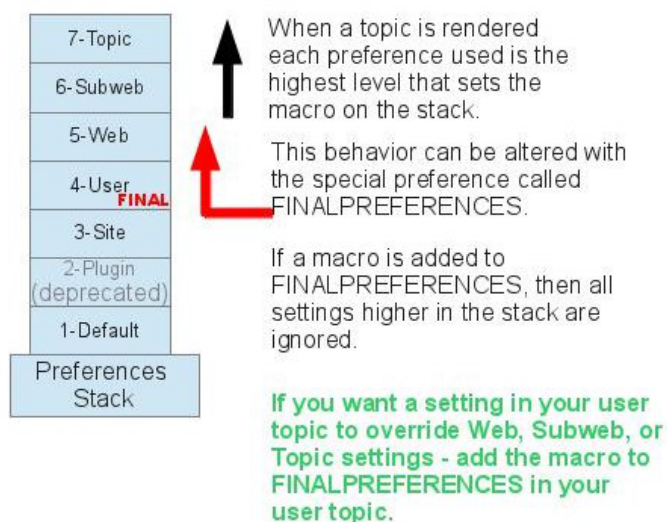 7-Topic
6-Subweb
5-Web
4-User
FINAL
3-Site
2-Plugin
(deprecated)
1-Default
Preferences
Stack
When a topic is rendered
each preference used is the
highest level that sets the
macro on the stack.
This behavior can be altered with
the special preference called
FINALPREFERENCES.
If a macro is added to
FINALPREFERENCES, then all
settings higher in the stack are
ignored.
If you want a setting in your user
topic to override Web, Subweb, or
Topic settings - add the macro to
FINALPREFERENCES in your
user topic.